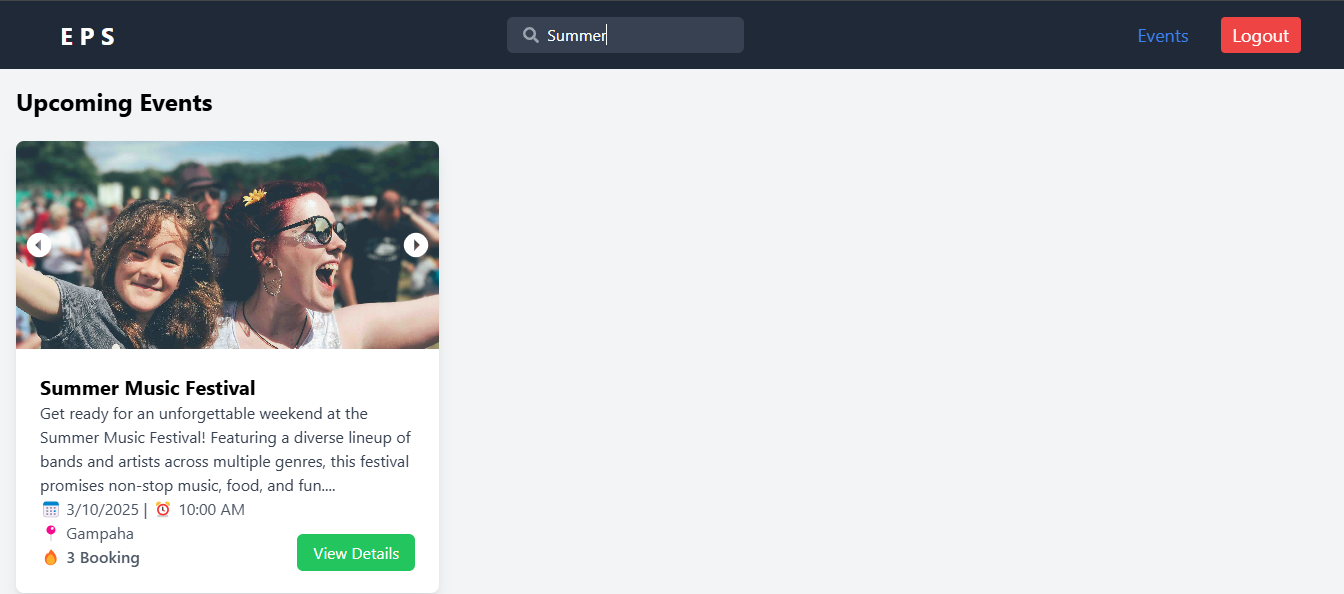 E P S
Summer
Events
Logout
Upcoming Events
Summer Music Festival
Get ready for an unforgettable weekend at the
Summer Music Festival! Featuring a diverse lineup of
bands and artists across multiple genres, this festival
promises non-stop music, food, and fun....
3/10/2025 | ⏰ 10:00 AM
Gampaha
3 Booking
View Details